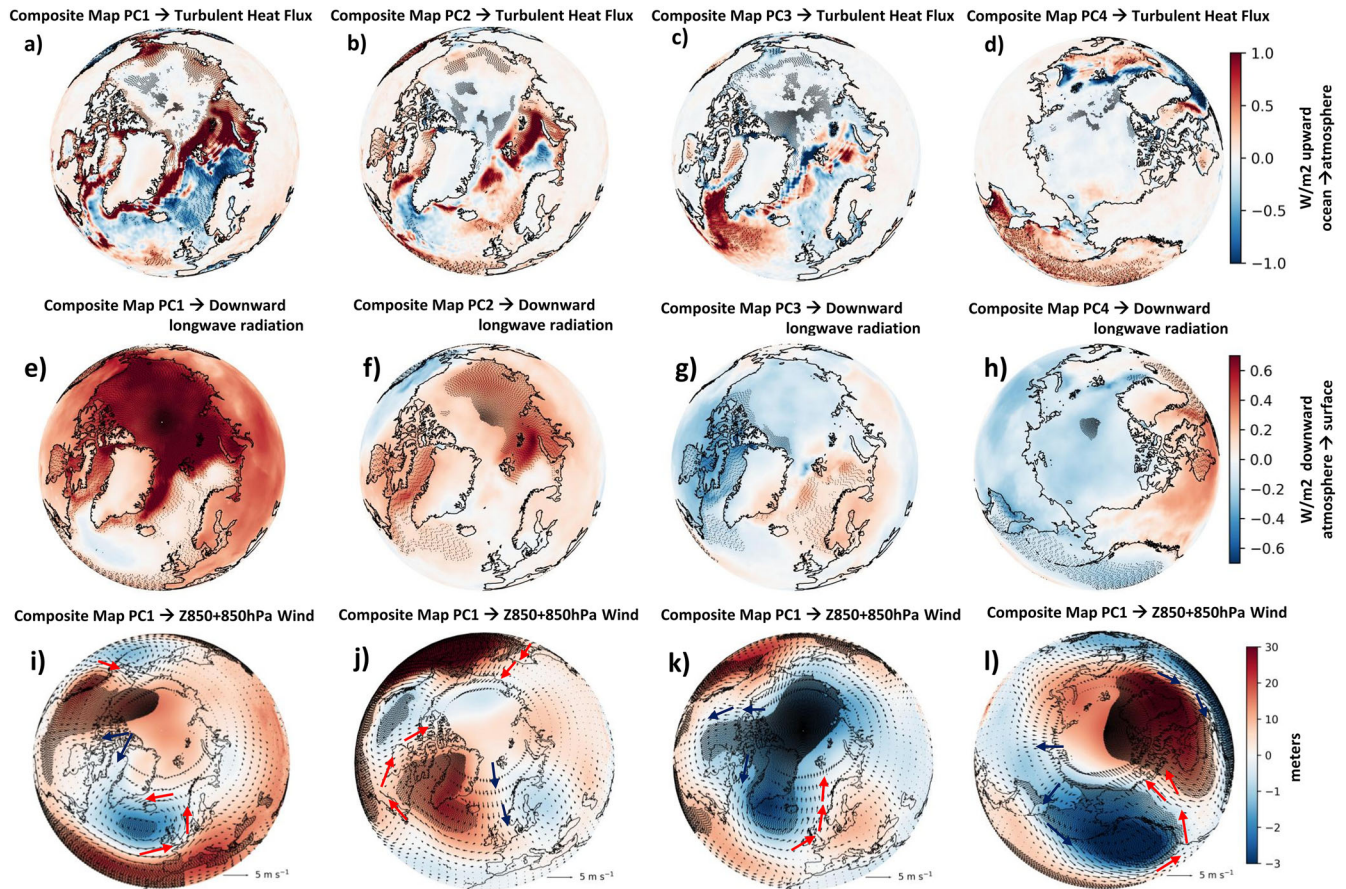 Composite Map PC1 → Turbulent Heat Flux
Composite Map PC2 → Turbulent Heat Flux
Composite Map PC3 → Turbulent Heat Flux
Composite Map PC4 → Turbulent Heat Flux
a)
b)
c)
d)
1.0
0.5
0.0
−0.5
−1.0
W/m2 upward
ocean → atmosphere
Composite Map PC1 → Downward
longwave radiation
Composite Map PC2 → Downward
longwave radiation
Composite Map PC3 → Downward
longwave radiation
Composite Map PC4 → Downward
longwave radiation
e)
f)
g)
h)
0.6
0.4
0.2
0.0
−0.2
−0.4
−0.6
W/m2 downward
atmosphere → surface
Composite Map PC1 → Z850+850hPa Wind
Composite Map PC1 → Z850+850hPa Wind
Composite Map PC1 → Z850+850hPa Wind
Composite Map PC1 → Z850+850hPa Wind
i)
j)
k)
l)
5 m s⁻¹
5 m s⁻¹
5 m s⁻¹
5 m s⁻¹
30
20
10
0
−1
−2
−3
meters